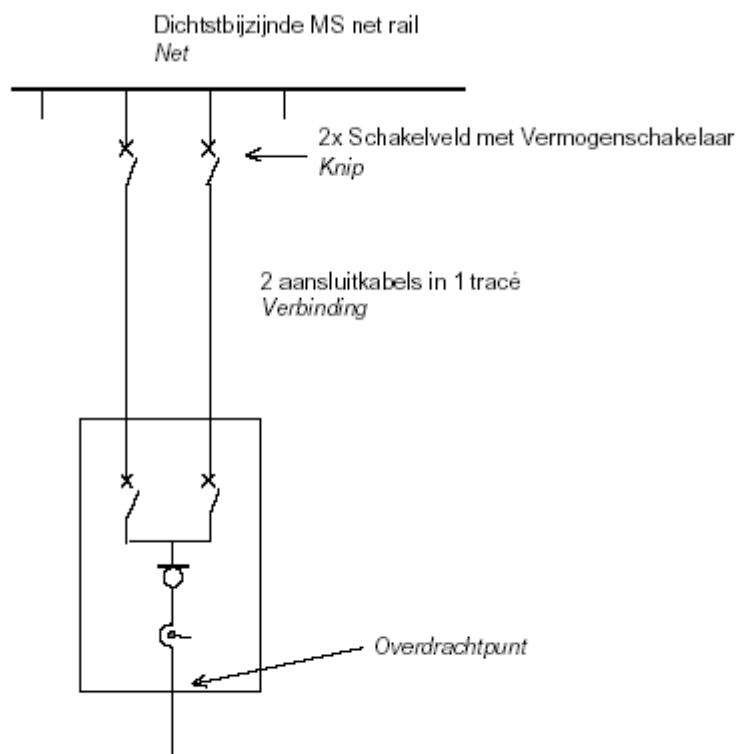 Dichtstbijzijnde MS net rail
Net
2x Schakelveld met Vermogenschakelaar
Knip
2 aansluitkabels in 1 tracé
Verbinding
Overdrachtpunt